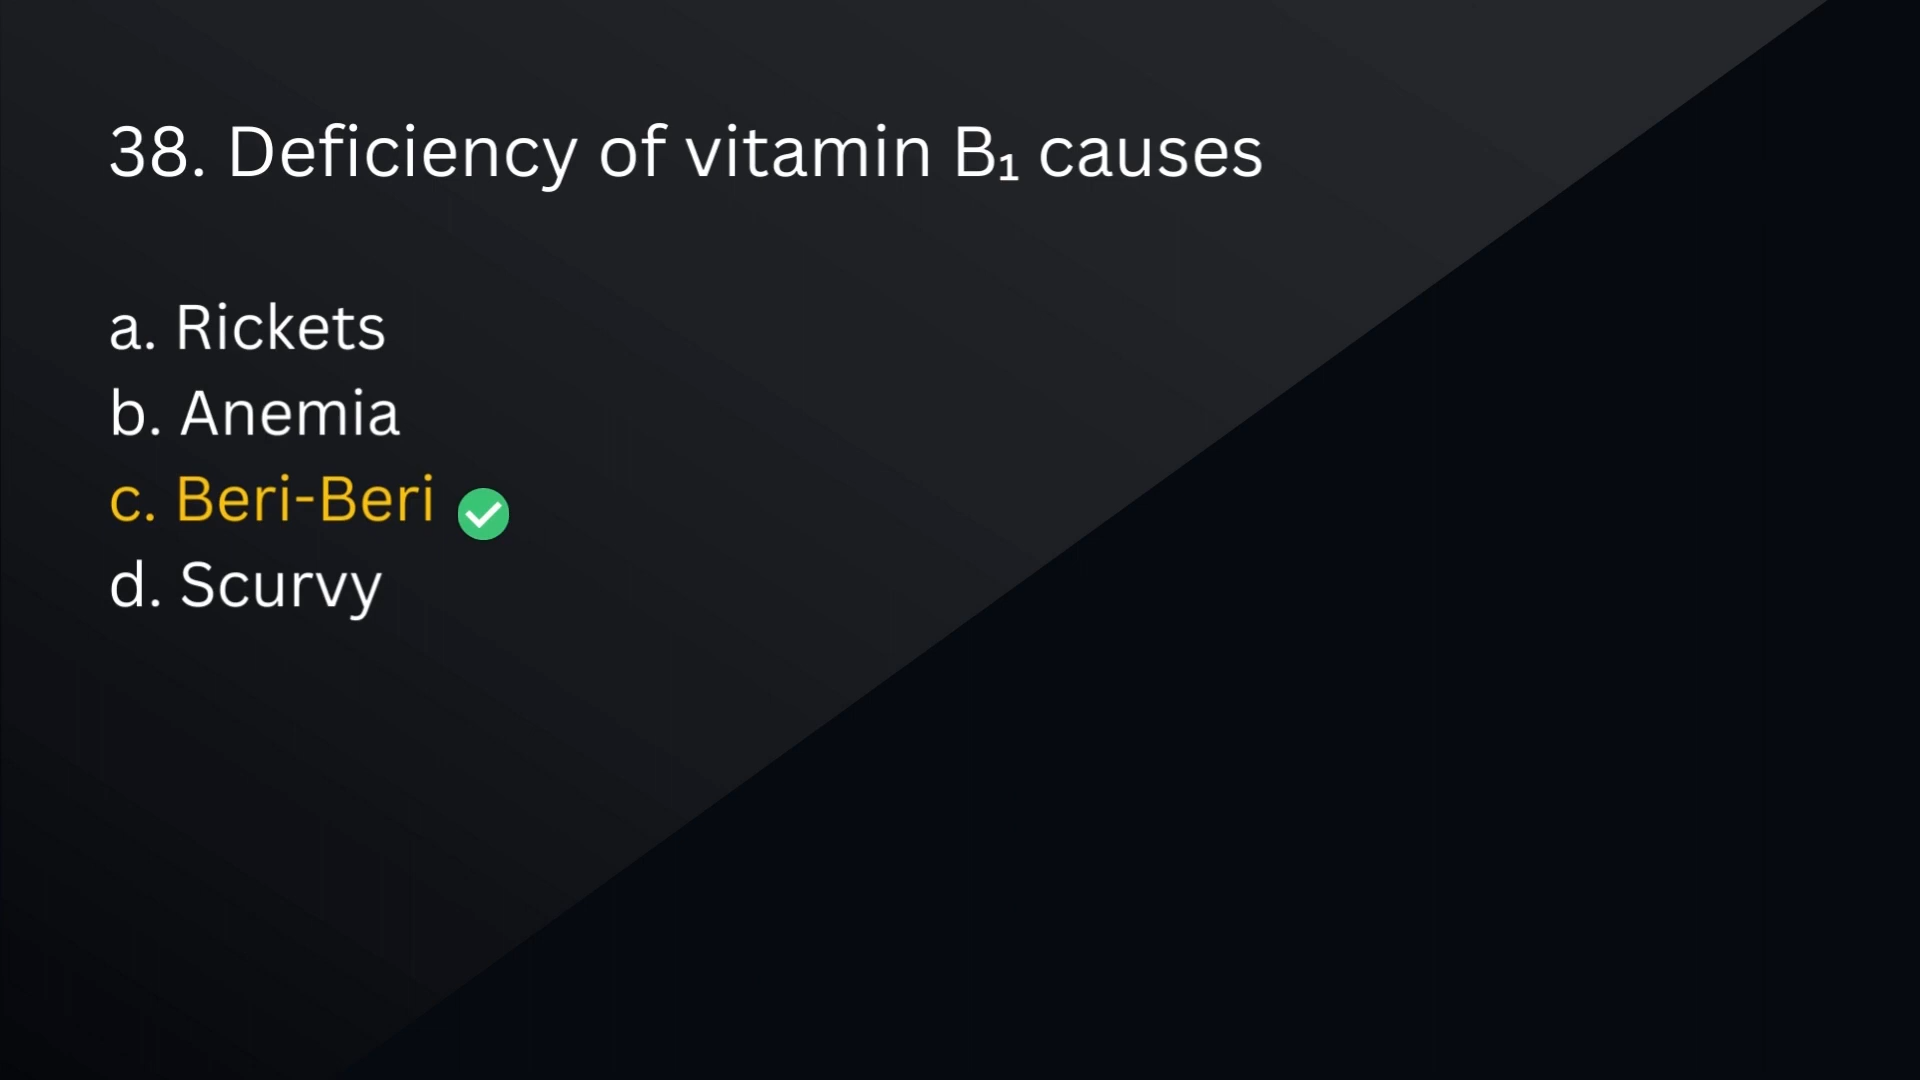 38. Deficiency of vitamin B₁ causes
a. Rickets
b. Anemia
c. Beri-Beri
d. Scurvy